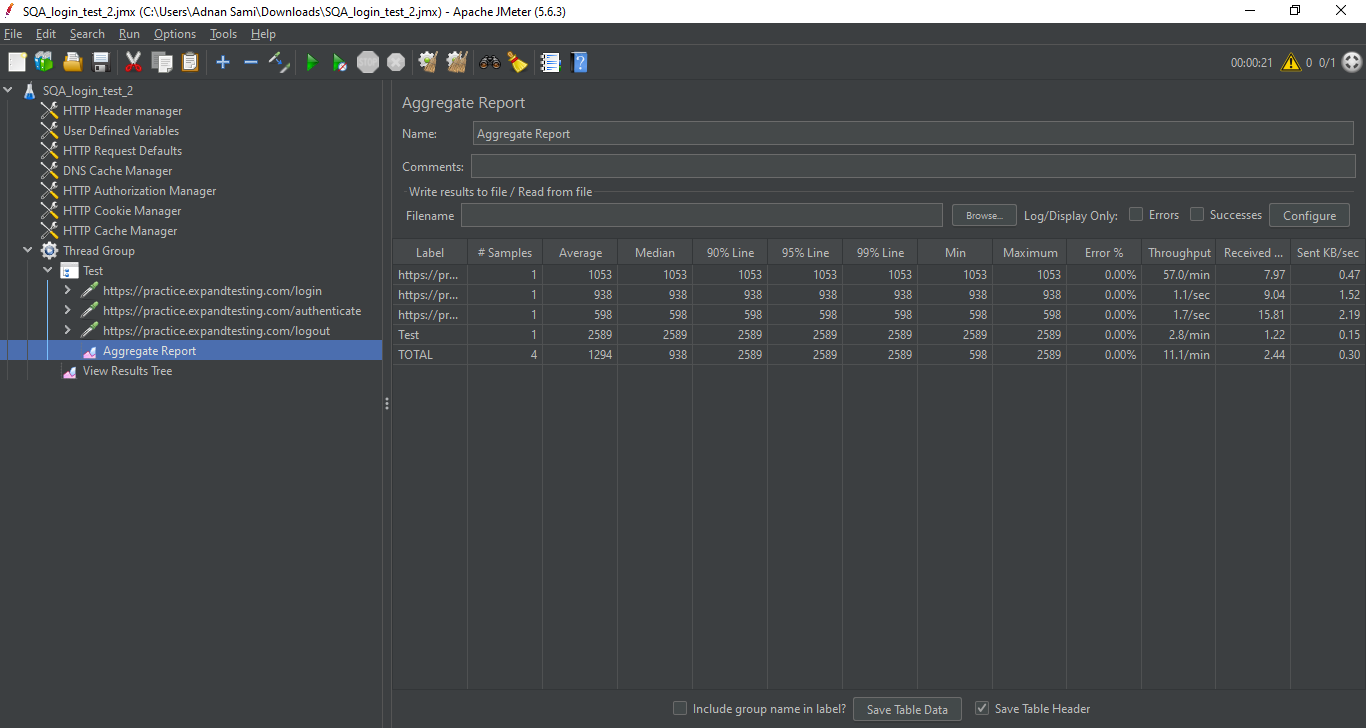 SQA_login_test_2.jmx (C:\Users\Adnan Sami\Downloads\SQA_login_test_2.jmx) - Apache JMeter (5.6.3)
File Edit Search Run Options Tools Help
STOP 00:00:21 0 0/1
SQA_login_test_2
HTTP Header manager
User Defined Variables
HTTP Request Defaults
DNS Cache Manager
HTTP Authorization Manager
HTTP Cookie Manager
HTTP Cache Manager
Thread Group
Test
https://practice.expandtesting.com/login
https://practice.expandtesting.com/authenticate
https://practice.expandtesting.com/logout
Aggregate Report
View Results Tree
Aggregate Report
Name: Aggregate Report
Comments:
Write results to file / Read from file
Filename Browse... Log/Display Only: Errors Successes Configure
Label # Samples Average Median 90% Line 95% Line 99% Line Min Maximum Error % Throughput Received ... Sent KB/sec
https://pr... 1 1053 1053 1053 1053 1053 1053 1053 0.00% 57.0/min 7.97 0.47
https://pr... 1 938 938 938 938 938 938 938 0.00% 1.1/sec 9.04 1.52
https://pr... 1 598 598 598 598 598 598 598 0.00% 1.7/sec 15.81 2.19
Test 1 2589 2589 2589 2589 2589 2589 2589 0.00% 2.8/min 1.22 0.15
TOTAL 4 1294 938 2589 2589 2589 598 2589 0.00% 11.1/min 2.44 0.30
Include group name in label? Save Table Data Save Table Header